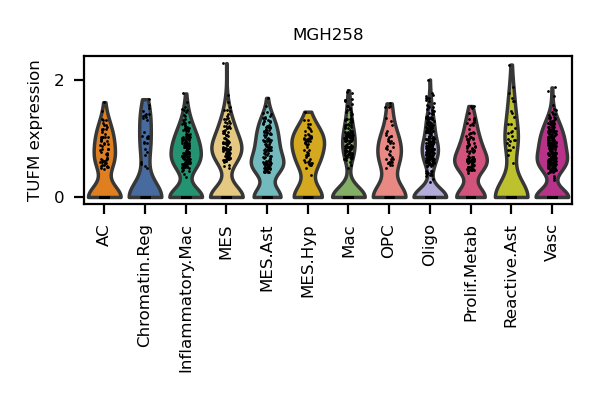 MGH258
TUFM expression
2
0
AC
Chromatin.Reg
Inflammatory.Mac
MES
MES.Ast
MES.Hyp
Mac
OPC
Oligo
Prolif.Metab
Reactive.Ast
Vasc